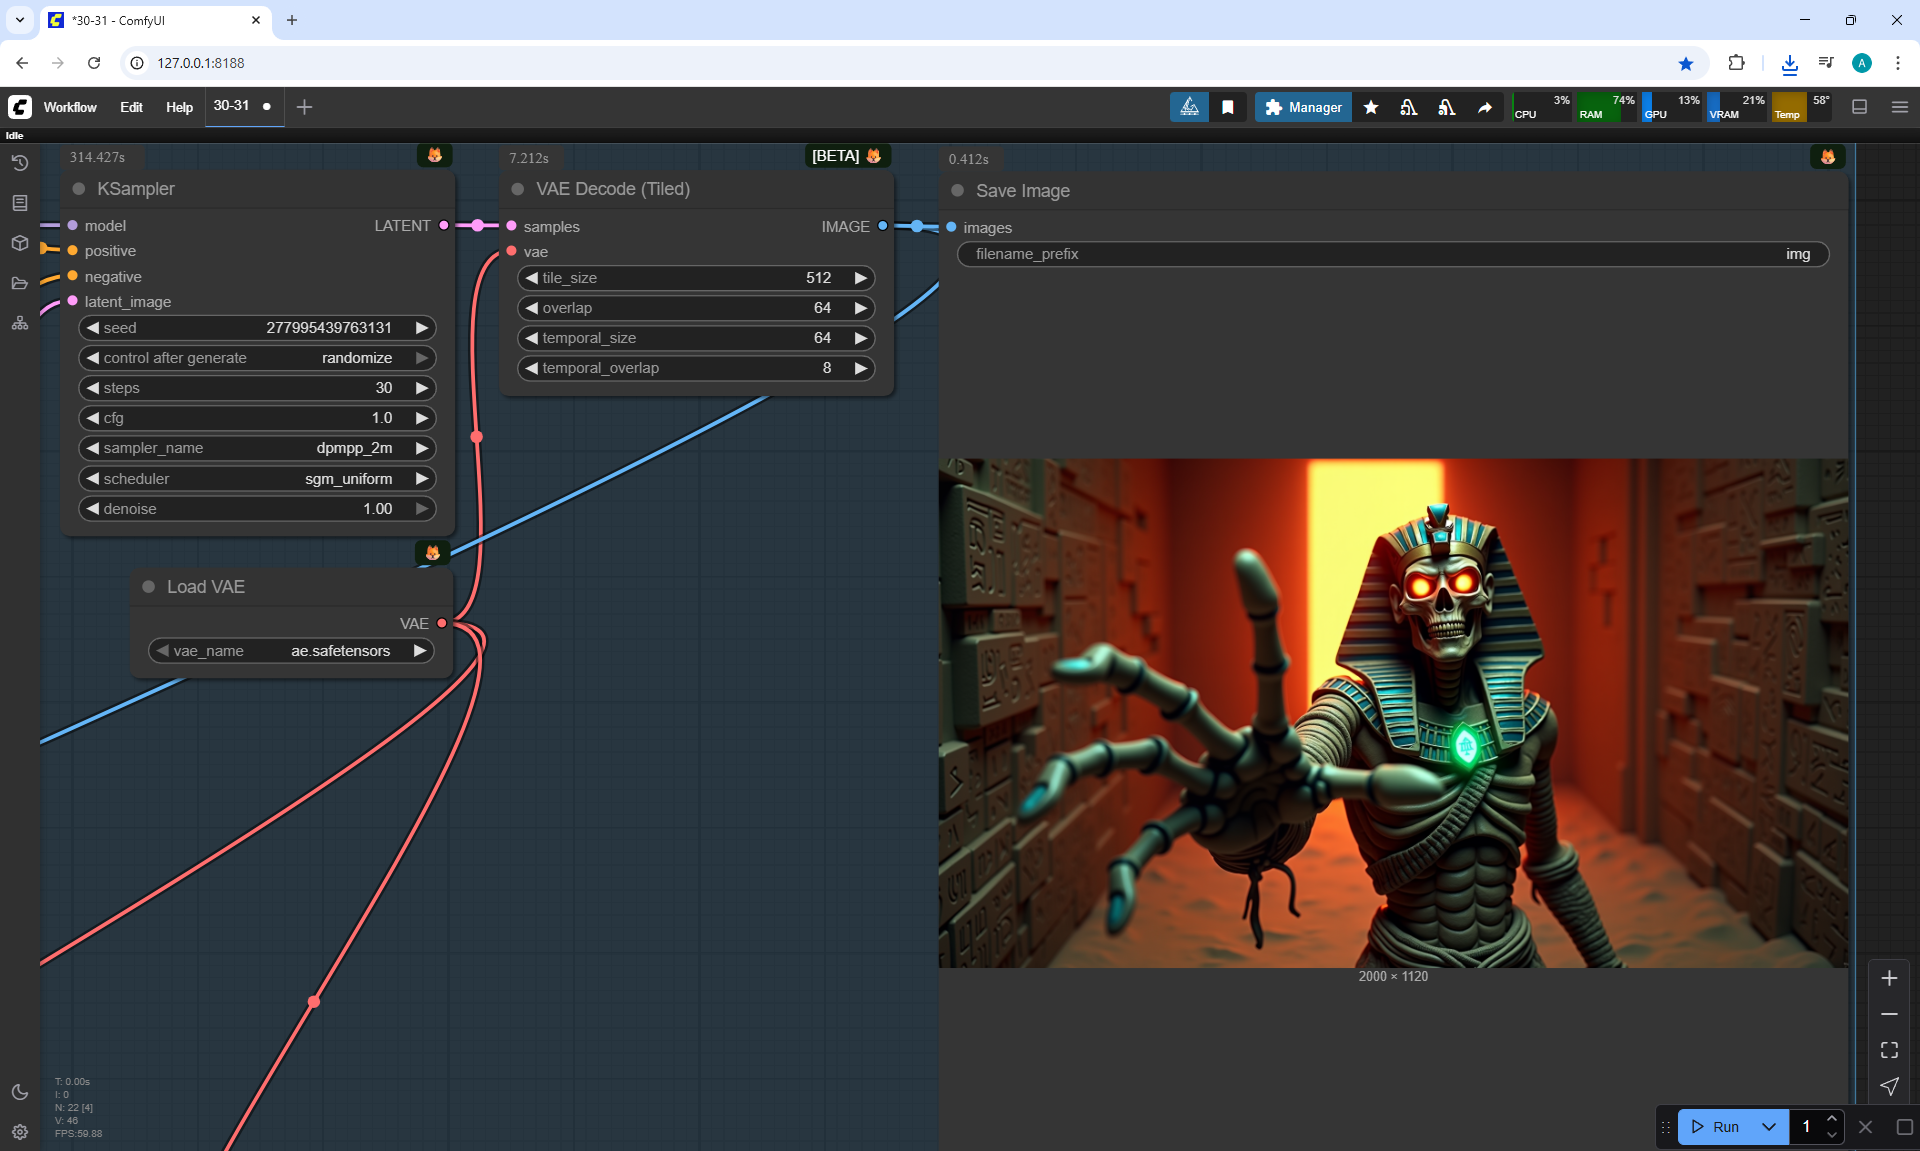 *30-31 - ComfyUI
127.0.0.1:8188
A
Workflow Edit Help 30-31
Manager
CPU 3% RAM 74% GPU 13% VRAM 21% Temp 58°
Idle
314.427s
KSampler
model LATENT
positive
negative
latent_image
seed 277995439763131
control after generate randomize
steps 30
cfg 1.0
sampler_name dpmpp_2m
scheduler sgm_uniform
denoise 1.00
7.212s [BETA]
VAE Decode (Tiled)
samples IMAGE
vae
tile_size 512
overlap 64
temporal_size 64
temporal_overlap 8
0.412s
Save Image
images
filename_prefix img
2000 × 1120
Load VAE
VAE
vae_name ae.safetensors
T: 0.00s
I: 0
N: 22 [4]
V: 46
FPS:59.88
Run 1